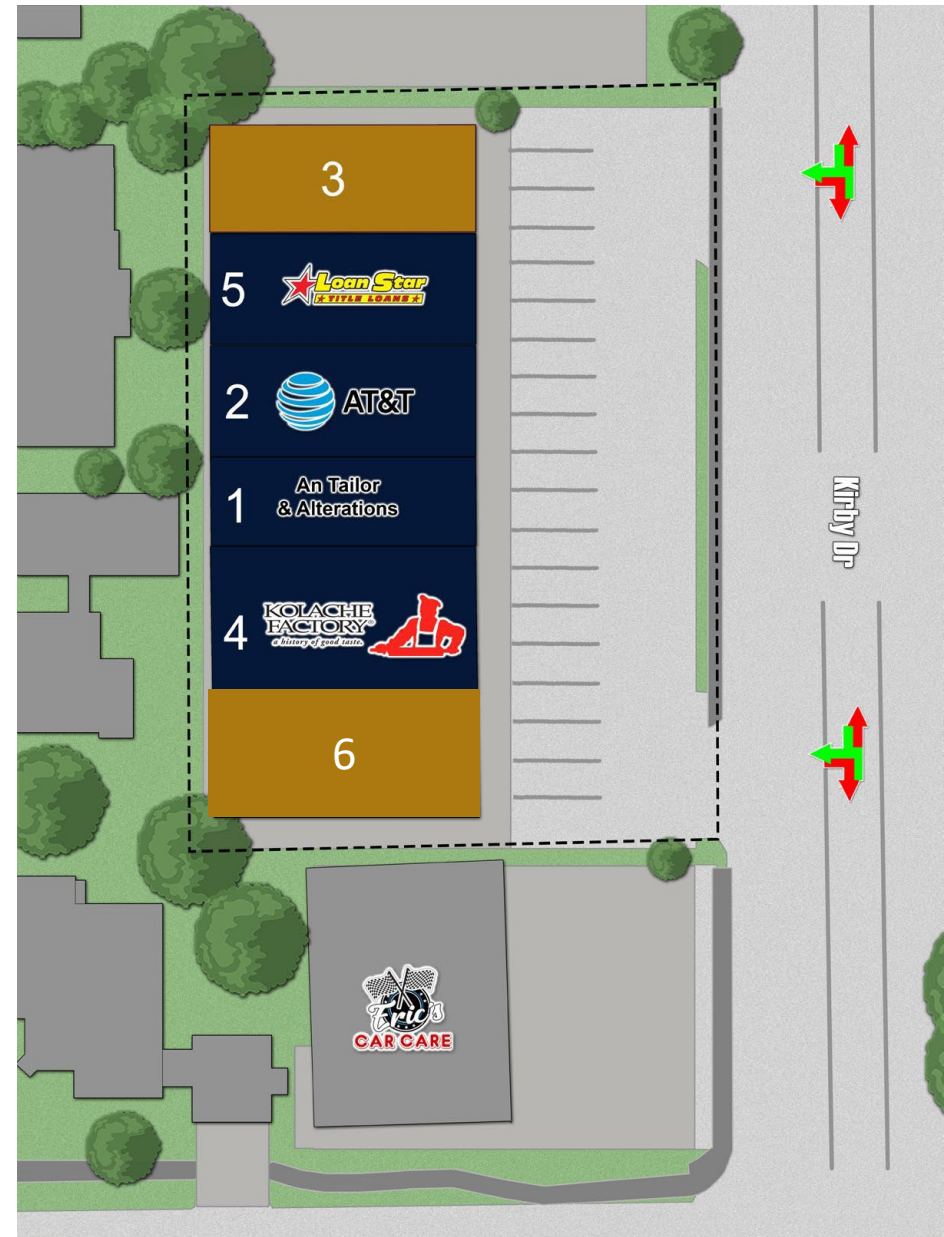 3
5
Loan Star
TITLE LOANS
2
AT&T
1
An Tailor
& Alterations
4
KOLACHE
FACTORY®
a history of good taste.
6
Kirby Dr
Eric's
CAR CARE